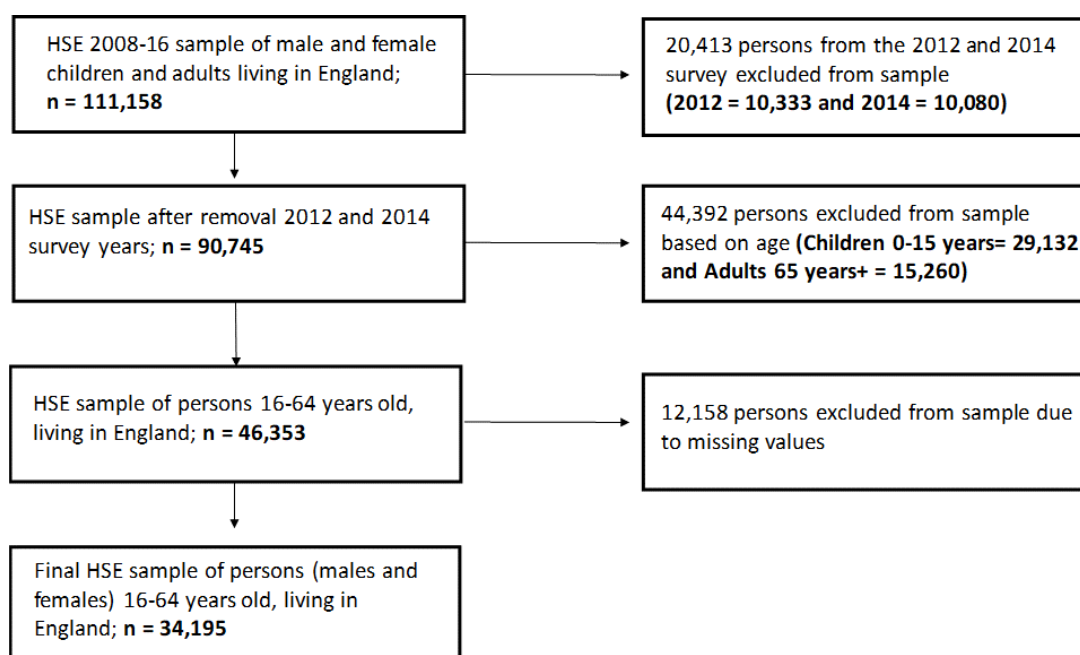 HSE 2008-16 sample of male and female
children and adults living in England;
n = 111,158
20,413 persons from the 2012 and 2014
survey excluded from sample
(2012 = 10,333 and 2014 = 10,080)
HSE sample after removal 2012 and 2014
survey years; n = 90,745
44,392 persons excluded from sample
based on age (Children 0-15 years= 29,132
and Adults 65 years+ = 15,260)
HSE sample of persons 16-64 years old,
living in England; n = 46,353
12,158 persons excluded from sample due
to missing values
Final HSE sample of persons (males and
females) 16-64 years old, living in
England; n = 34,195